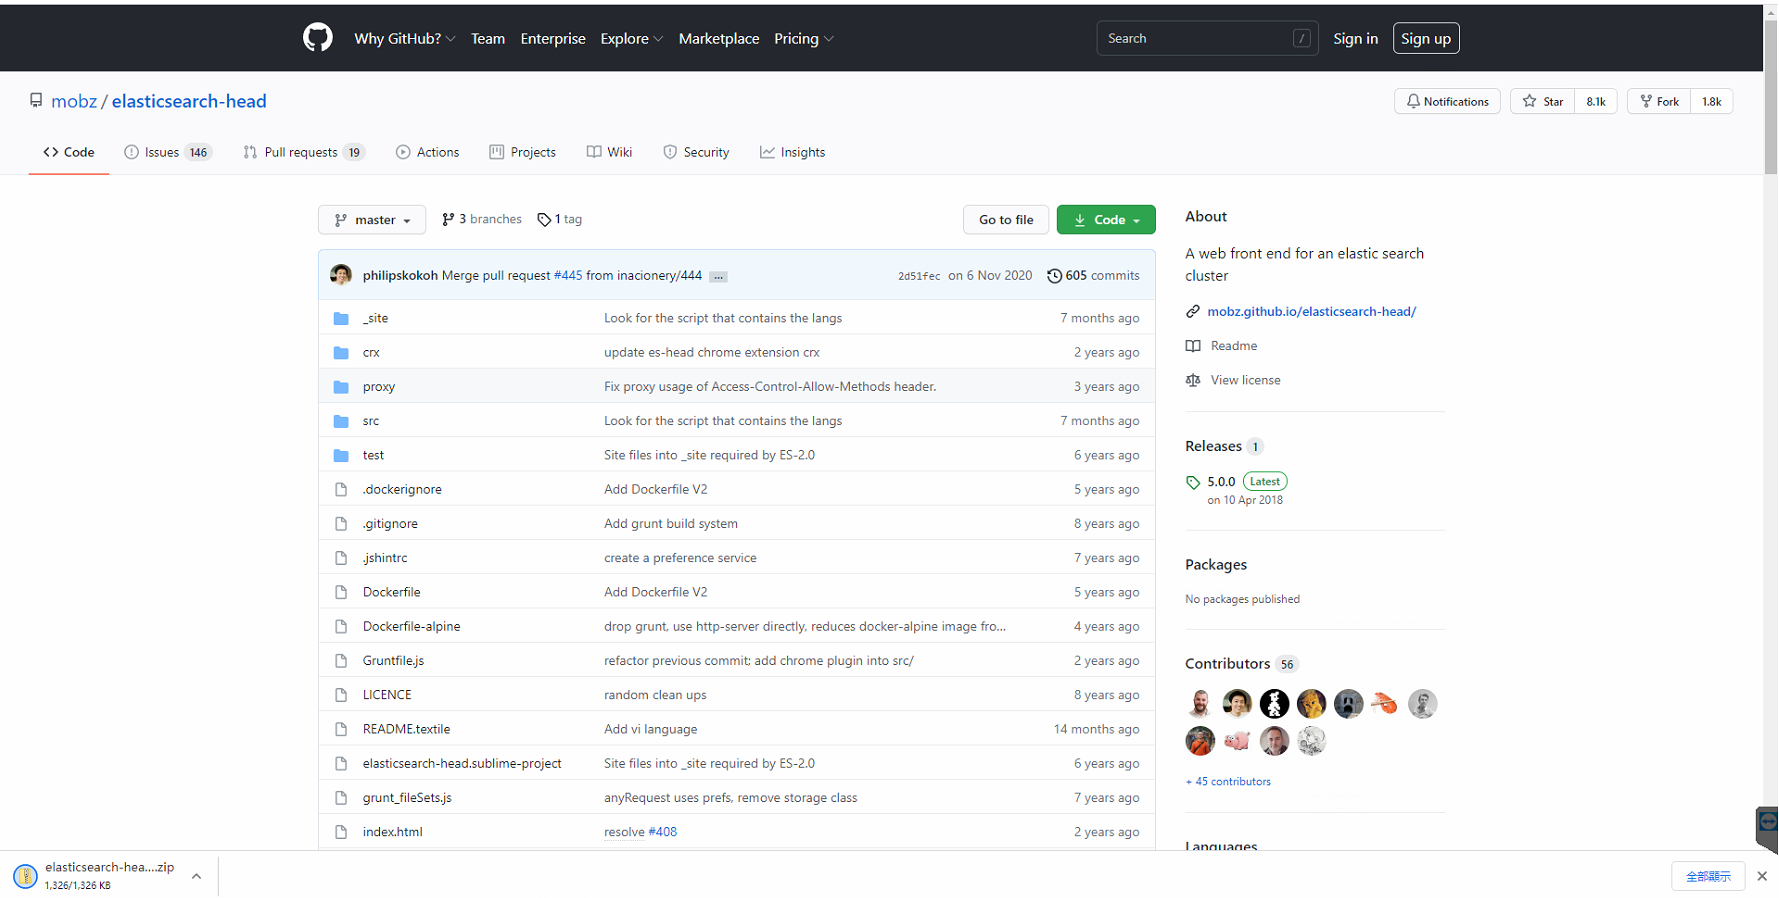 Why GitHub? Team Enterprise Explore Marketplace Pricing Search / Sign in Sign up
mobz / elasticsearch-head Notifications Star 8.1k Fork 1.8k
Code Issues 146 Pull requests 19 Actions Projects Wiki Security Insights
master 3 branches 1 tag Go to file Code
philipskokoh Merge pull request #445 from inacionery/444 ... 2d51fec on 6 Nov 2020 605 commits
_site Look for the script that contains the langs 7 months ago
crx update es-head chrome extension crx 2 years ago
proxy Fix proxy usage of Access-Control-Allow-Methods header. 3 years ago
src Look for the script that contains the langs 7 months ago
test Site files into _site required by ES-2.0 6 years ago
.dockerignore Add Dockerfile V2 5 years ago
.gitignore Add grunt build system 8 years ago
.jshintrc create a preference service 7 years ago
Dockerfile Add Dockerfile V2 5 years ago
Dockerfile-alpine drop grunt, use http-server directly, reduces docker-alpine image fro... 4 years ago
Gruntfile.js refactor previous commit; add chrome plugin into src/ 2 years ago
LICENCE random clean ups 8 years ago
README.textile Add vi language 14 months ago
elasticsearch-head.sublime-project Site files into _site required by ES-2.0 6 years ago
grunt_fileSets.js anyRequest uses prefs, remove storage class 7 years ago
index.html resolve #408 2 years ago
About
A web front end for an elastic search
cluster
mobz.github.io/elasticsearch-head/
Readme
View license
Releases 1
5.0.0 Latest
on 10 Apr 2018
Packages
No packages published
Contributors 56
+ 45 contributors
Languages
elasticsearch-hea....zip
1,326/1,326 KB
全部顯示